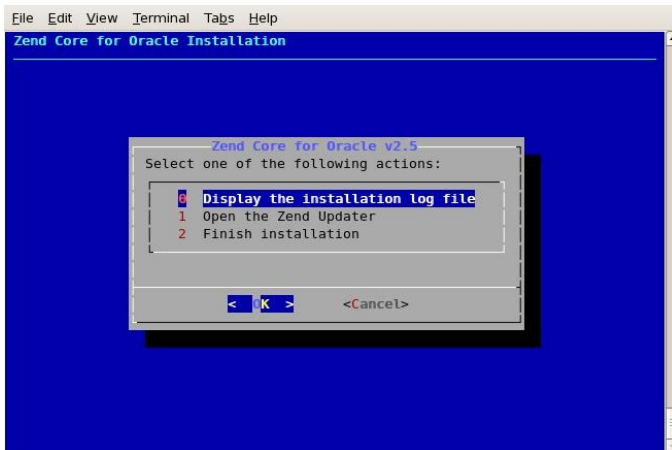 File Edit View Terminal Tabs Help
Zend Core for Oracle Installation
Zend Core for Oracle v2.5
Select one of the following actions:
0 Display the installation log file
1 Open the Zend Updater
2 Finish installation
< OK > <Cancel>